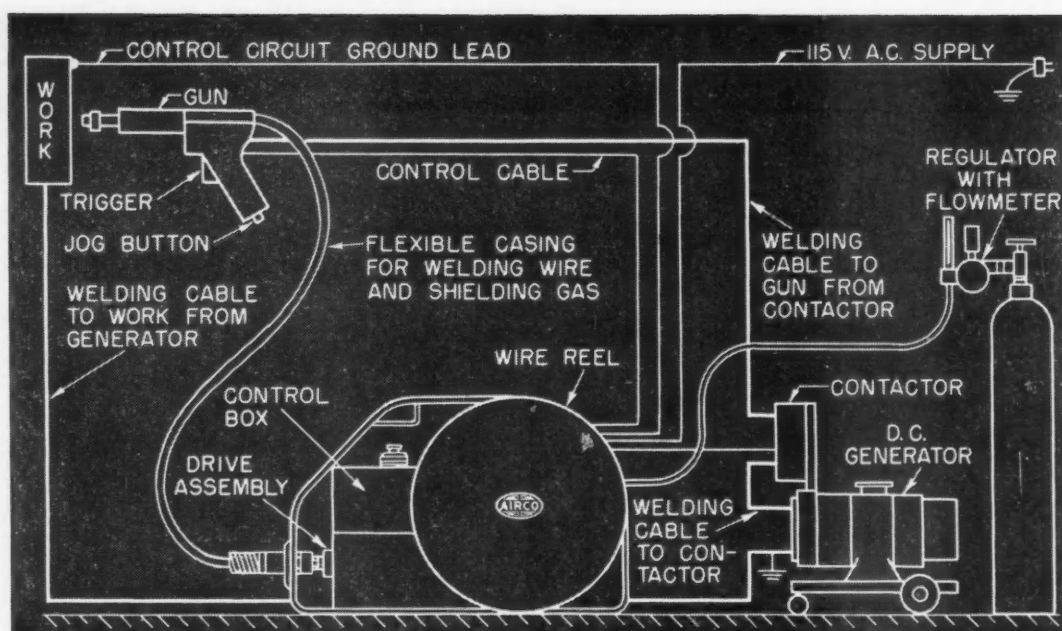 CONTROL CIRCUIT GROUND LEAD
115 V. A.C. SUPPLY
WORK
GUN
CONTROL CABLE
REGULATOR
WITH
FLOWMETER
TRIGGER
JOG BUTTON
FLEXIBLE CASING
FOR WELDING WIRE
AND SHIELDING GAS
WELDING
CABLE TO
GUN FROM
CONTACTOR
WELDING CABLE
TO WORK FROM
GENERATOR
WIRE REEL
CONTACTOR
CONTROL
BOX
D.C.
GENERATOR
DRIVE
ASSEMBLY
AIRCO
WELDING
CABLE
TO CON-
TACTOR